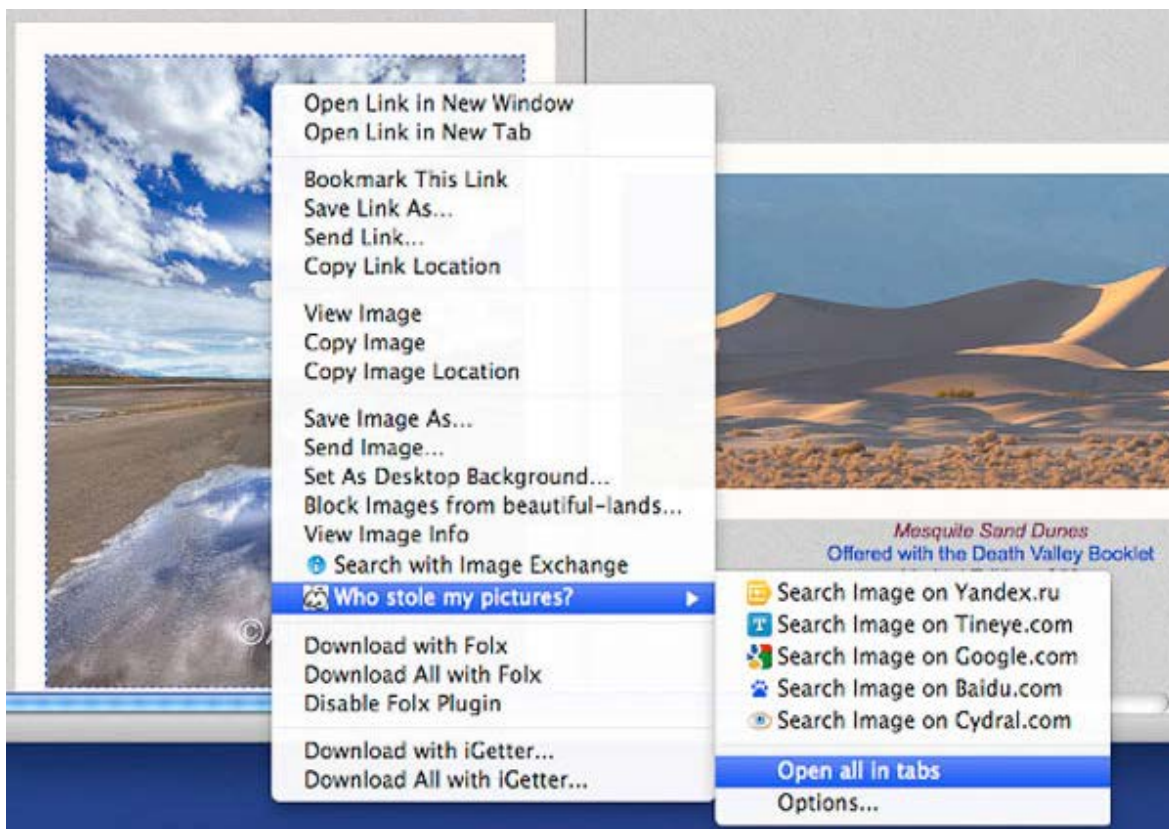 Open Link in New Window
Open Link in New Tab
Bookmark This Link
Save Link As...
Send Link...
Copy Link Location
View Image
Copy Image
Copy Image Location
Save Image As...
Send Image...
Set As Desktop Background...
Block Images from beautiful-lands...
View Image Info
Search with Image Exchange
Who stole my pictures?
Download with Folx
Download All with Folx
Disable Folx Plugin
Download with iGetter...
Download All with iGetter...
Mesquite Sand Dunes
Offered with the Death Valley Booklet
Search Image on Yandex.ru
Search Image on Tineye.com
Search Image on Google.com
Search Image on Baidu.com
Search Image on Cydral.com
Open all in tabs
Options...
©